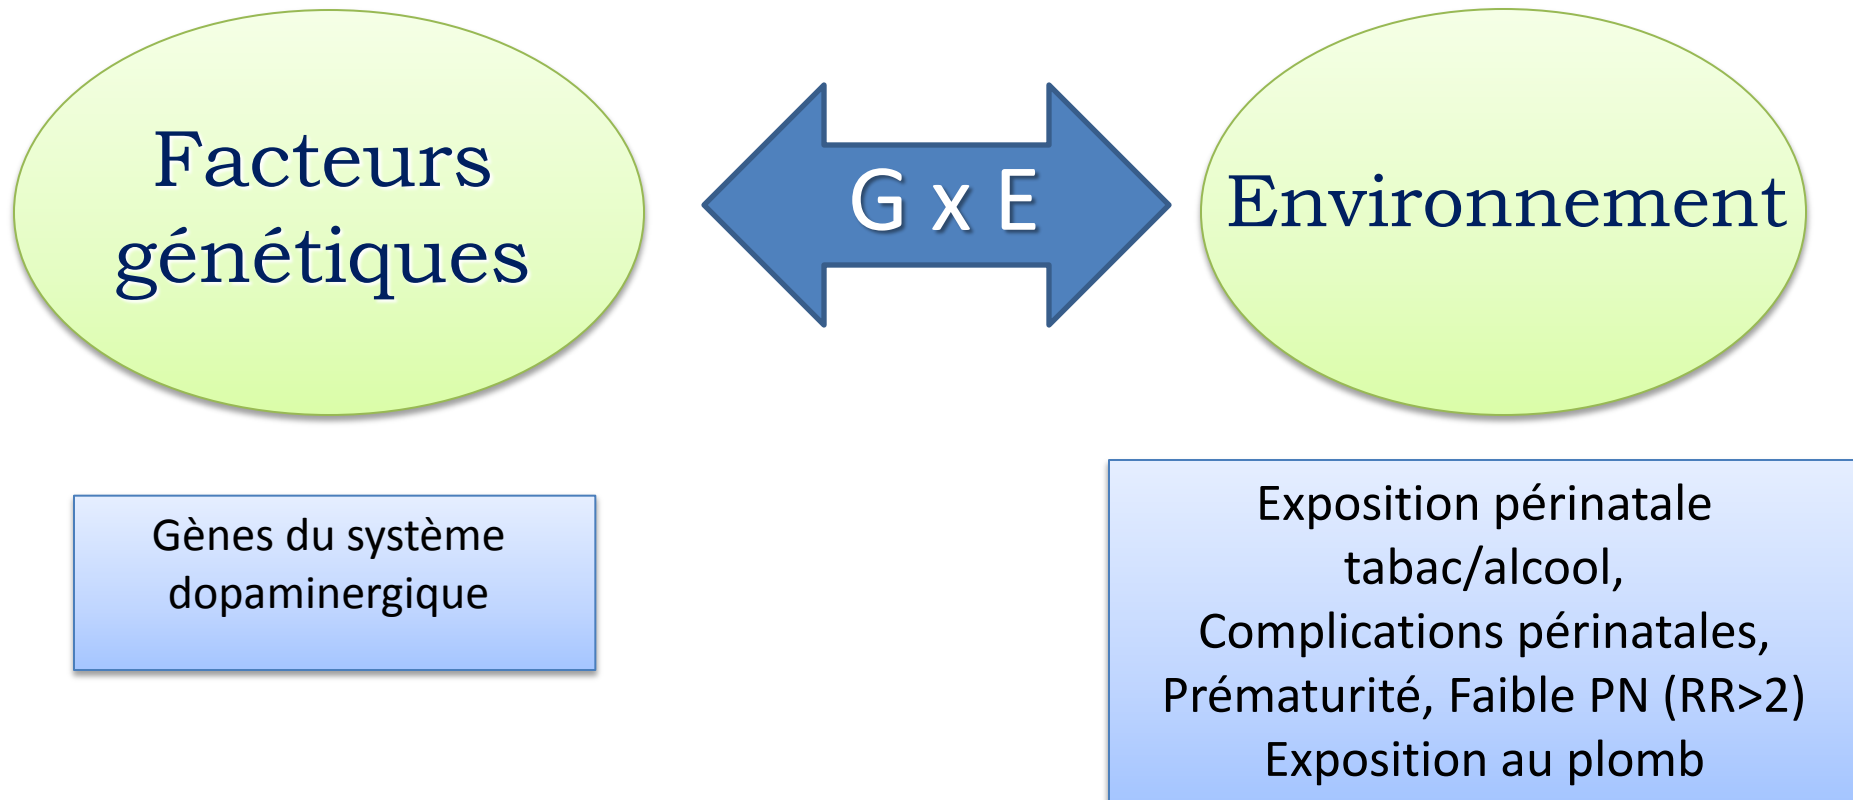 Facteurs
génétiques
G x E
Environnement
Gènes du système
dopaminergique
Exposition périnatale
tabac/alcool,
Complications périnatales,
Prématurité, Faible PN (RR>2)
Exposition au plomb